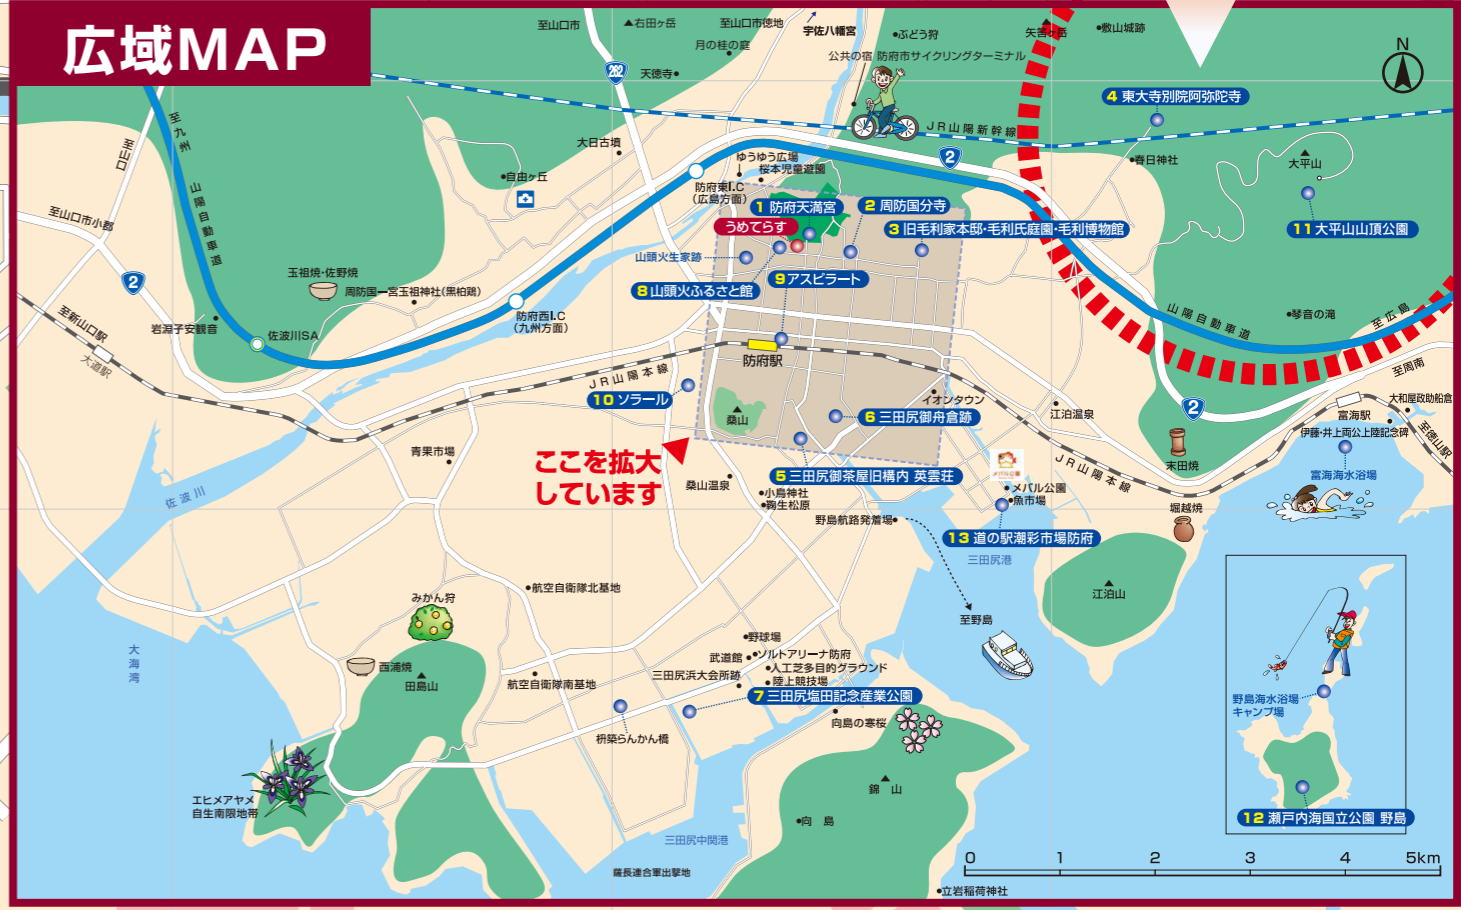 広域MAP
至山口市
▲右田ヶ岳
至山口市徳地
月の桂の庭
宇佐八幡宮
ぶどう狩
矢筈ヶ岳
敷山城跡
N
262
天徳寺
公共の宿 防府市サイクリングターミナル
4 東大寺別院阿弥陀寺
至九州
至山口
山陽自動車道
大日古墳
自由ヶ丘
JR山陽新幹線
2
春日神社
大平山
ゆうゆう広場
桜本児童遊園
防府東I.C
(広島方面)
1 防府天満宮
2 周防国分寺
うめてらす
3 旧毛利家本邸・毛利氏庭園・毛利博物館
11 大平山山頂公園
至山口市小郡
2
山頭火生家跡
8 山頭火ふるさと館
9 アスピラート
玉祖焼・佐野焼
周防国一宮玉祖神社(黒柏鶏)
岩淵子安観音
佐波川SA
防府西I.C
(九州方面)
至新山口駅
大道駅
山陽自動車道
琴音の滝
至広島
至周南
防府駅
JR山陽本線
10 ソラール
桑山
6 三田尻御舟倉跡
イオンタウン
江泊温泉
2
富海駅
大和屋政助船倉
伊藤・井上両公上陸記念碑
至徳山駅
富海海水浴場
末田焼
青果市場
ここを拡大
しています
5 三田尻御茶屋旧構内 英雲荘
桑山温泉
小鳥神社
鞠生松原
野島航路発着場
メバル公園
メバル公園
魚市場
JR山陽本線
堀越焼
13 道の駅潮彩市場防府
三田尻港
佐波川
江泊山
至野島
航空自衛隊北基地
みかん狩
大海湾
西浦焼
田島山
航空自衛隊南基地
野球場
武道館
ソルトアリーナ防府
人工芝多目的グラウンド
陸上競技場
三田尻浜大会所跡
7 三田尻塩田記念産業公園
枡築らんかん橋
向島の寒桜
野島海水浴場
キャンプ場
12 瀬戸内海国立公園 野島
錦 山
向 島
エヒメアヤメ
自生南限地帯
三田尻中関港
薩長連合軍出撃地
立岩稲荷神社
0 1 2 3 4 5km